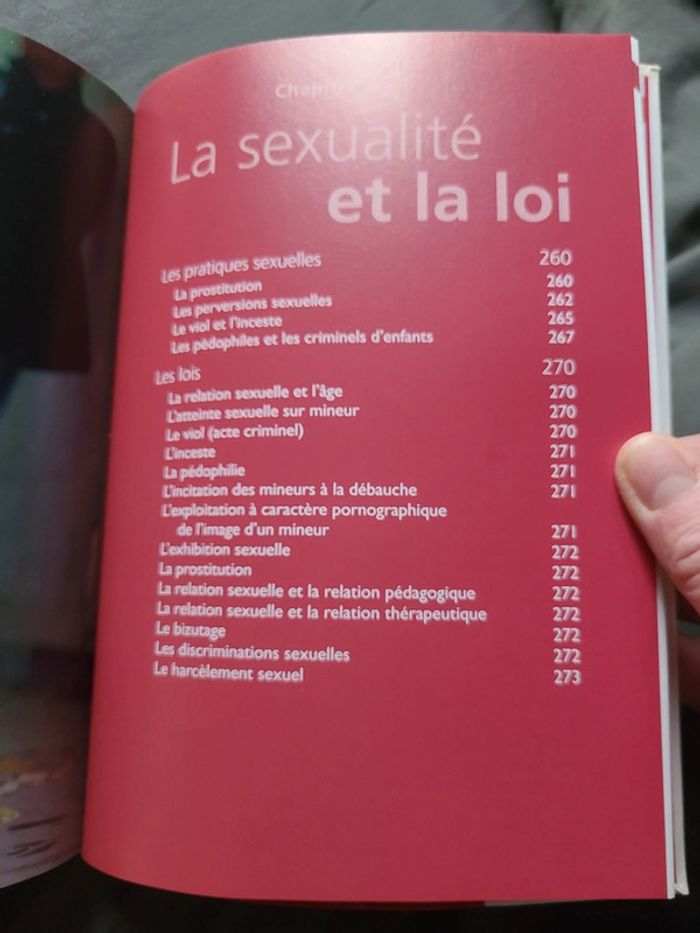 Chapitre
La sexualité
et la loi
Les pratiques sexuelles 260
La prostitution 260
Les perversions sexuelles 262
Le viol et l'inceste 265
Les pédophiles et les criminels d'enfants 267
Les lois 270
La relation sexuelle et l'âge 270
L'atteinte sexuelle sur mineur 270
Le viol (acte criminel) 270
L'inceste 271
La pédophilie 271
L'incitation des mineurs à la débauche 271
L'exploitation à caractère pornographique
de l'image d'un mineur 271
L'exhibition sexuelle 272
La prostitution 272
La relation sexuelle et la relation pédagogique 272
La relation sexuelle et la relation thérapeutique 272
Le bizutage 272
Les discriminations sexuelles 272
Le harcèlement sexuel 273